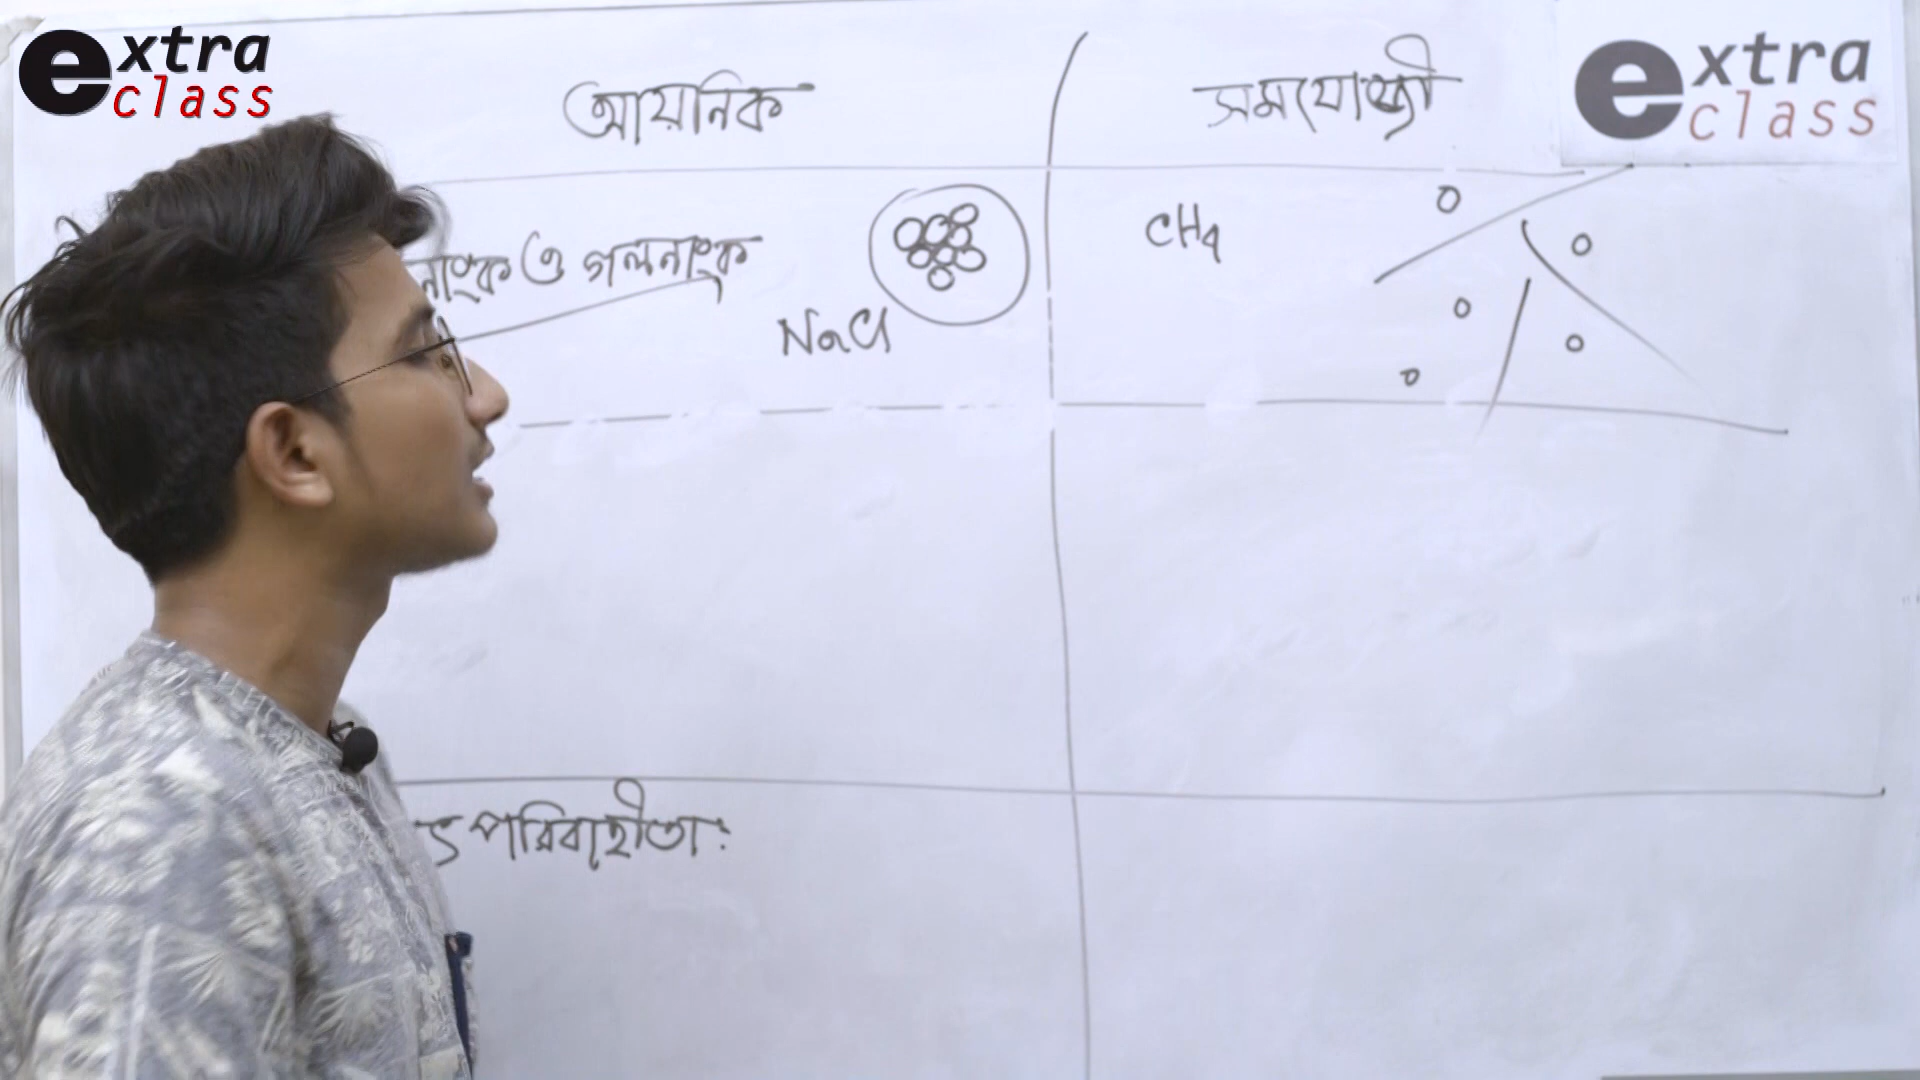 extra
class
extra
class
আয়নিক
সমযোজী
নাংক ও গলনাংক
NaCl
CH4
ৎ পরিবাহীতা: